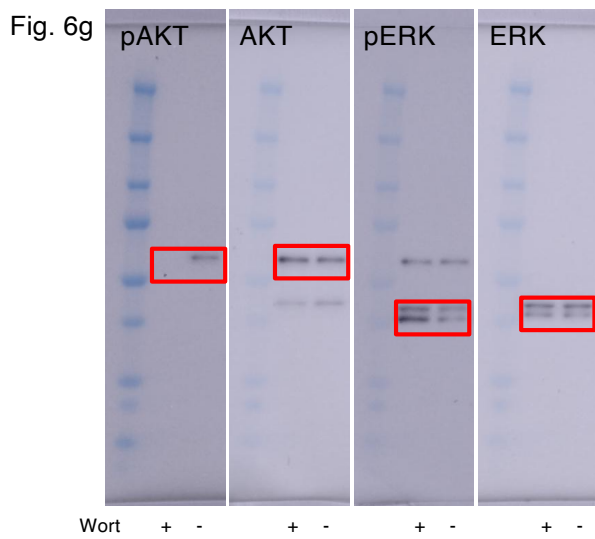 Fig. 6g
pAKT AKT pERK ERK
Wort + - + - + - + -